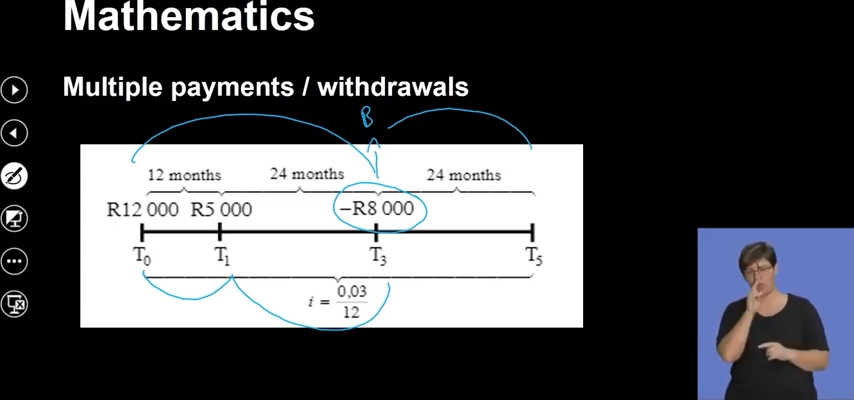 Mathematics
Multiple payments / withdrawals
B
12 months 24 months 24 months
R12 000 R5 000 –R8 000
T₀ T₁ T₃ T₅
i = 0,03/12